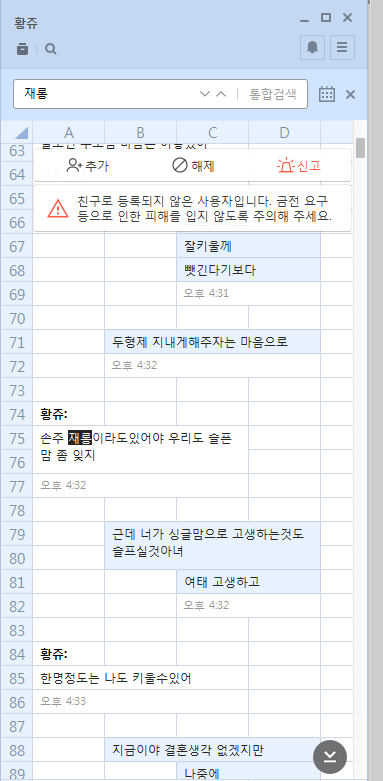 황쥬
재롱
통합검색
A B C D
63
64
추가
해제
신고
65
친구로 등록되지 않은 사용자입니다. 금전 요구
등으로 인한 피해를 입지 않도록 주의해 주세요.
66
67 잘키울께
68 뺏긴다기보다
69 오후 4:31
70
71 두형제 지내게해주자는 마음으로
72 오후 4:32
73
74 황쥬:
75 손주 재롱이라도있어야 우리도 슬픈
76 맘 좀 잊지
77 오후 4:32
78
79 근데 너가 싱글맘으로 고생하는것도
80 슬프실것아녀
81 여태 고생하고
82 오후 4:32
83
84 황쥬:
85 한명정도는 나도 키울수있어
86 오후 4:33
87
88 지금이야 결혼생각 없겠지만
89 나중에